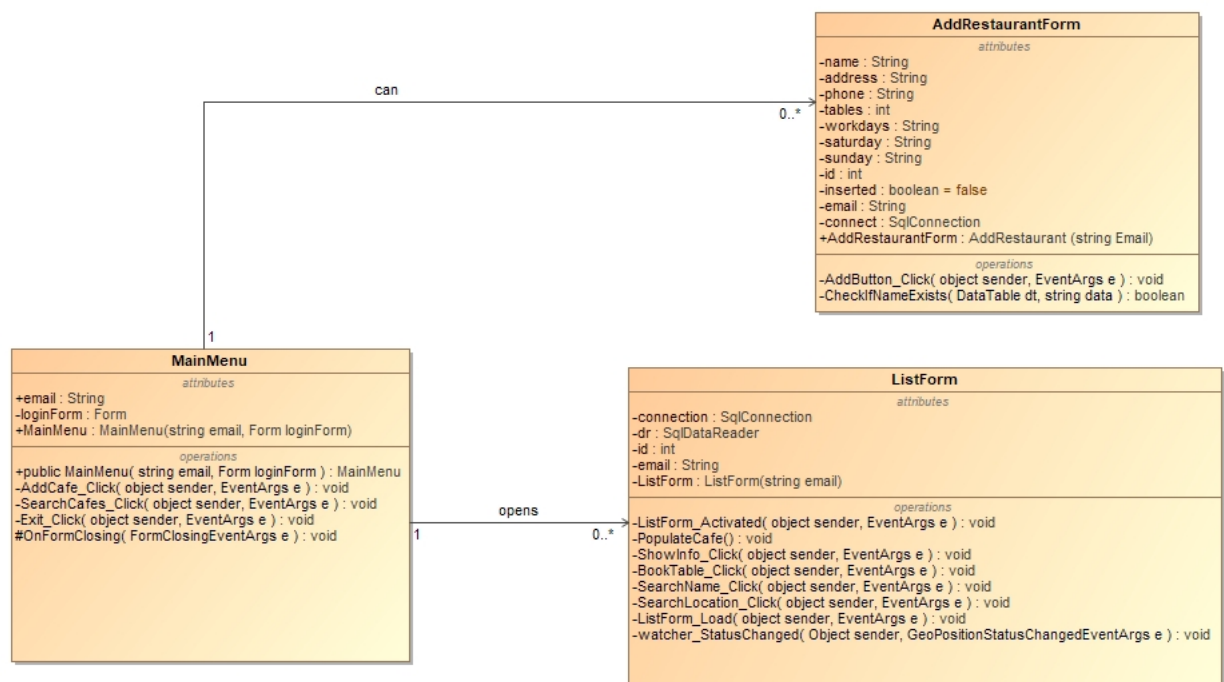 AddRestaurantForm
attributes
-name : String
-address : String
-phone : String
-tables : int
-workdays : String
-saturday : String
-sunday : String
-id : int
-inserted : boolean = false
-email : String
-connect : SqlConnection
+AddRestaurantForm : AddRestaurant (string Email)
operations
-AddButton_Click( object sender, EventArgs e ) : void
-CheckIfNameExists( DataTable dt, string data ) : boolean
can
0..*
1
MainMenu
attributes
+email : String
-loginForm : Form
+MainMenu : MainMenu(string email, Form loginForm)
operations
+public MainMenu( string email, Form loginForm ) : MainMenu
-AddCafe_Click( object sender, EventArgs e ) : void
-SearchCafes_Click( object sender, EventArgs e ) : void
-Exit_Click( object sender, EventArgs e ) : void
#OnFormClosing( FormClosingEventArgs e ) : void
opens
1
0..*
ListForm
attributes
-connection : SqlConnection
-dr : SqlDataReader
-id : int
-email : String
-ListForm : ListForm(string email)
operations
-ListForm_Activated( object sender, EventArgs e ) : void
-PopulateCafe() : void
-ShowInfo_Click( object sender, EventArgs e ) : void
-BookTable_Click( object sender, EventArgs e ) : void
-SearchName_Click( object sender, EventArgs e ) : void
-SearchLocation_Click( object sender, EventArgs e ) : void
-ListForm_Load( object sender, EventArgs e ) : void
-watcher_StatusChanged( Object sender, GeoPositionStatusChangedEventArgs e ) : void